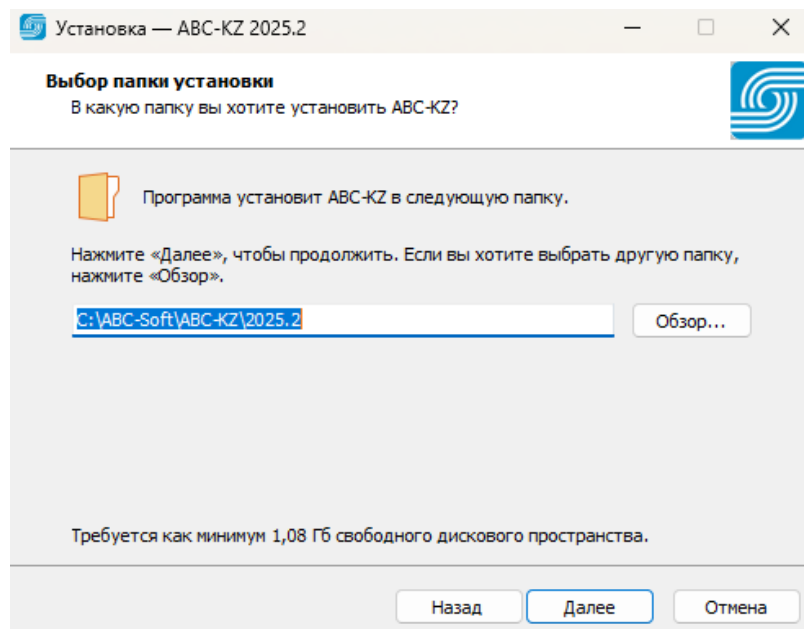 Установка — ABC-KZ 2025.2
Выбор папки установки
В какую папку вы хотите установить ABC-KZ?
Программа установит ABC-KZ в следующую папку.
Нажмите «Далее», чтобы продолжить. Если вы хотите выбрать другую папку,
нажмите «Обзор».
C:\ABC-Soft\ABC-KZ\2025.2
Обзор...
Требуется как минимум 1,08 Гб свободного дискового пространства.
Назад
Далее
Отмена